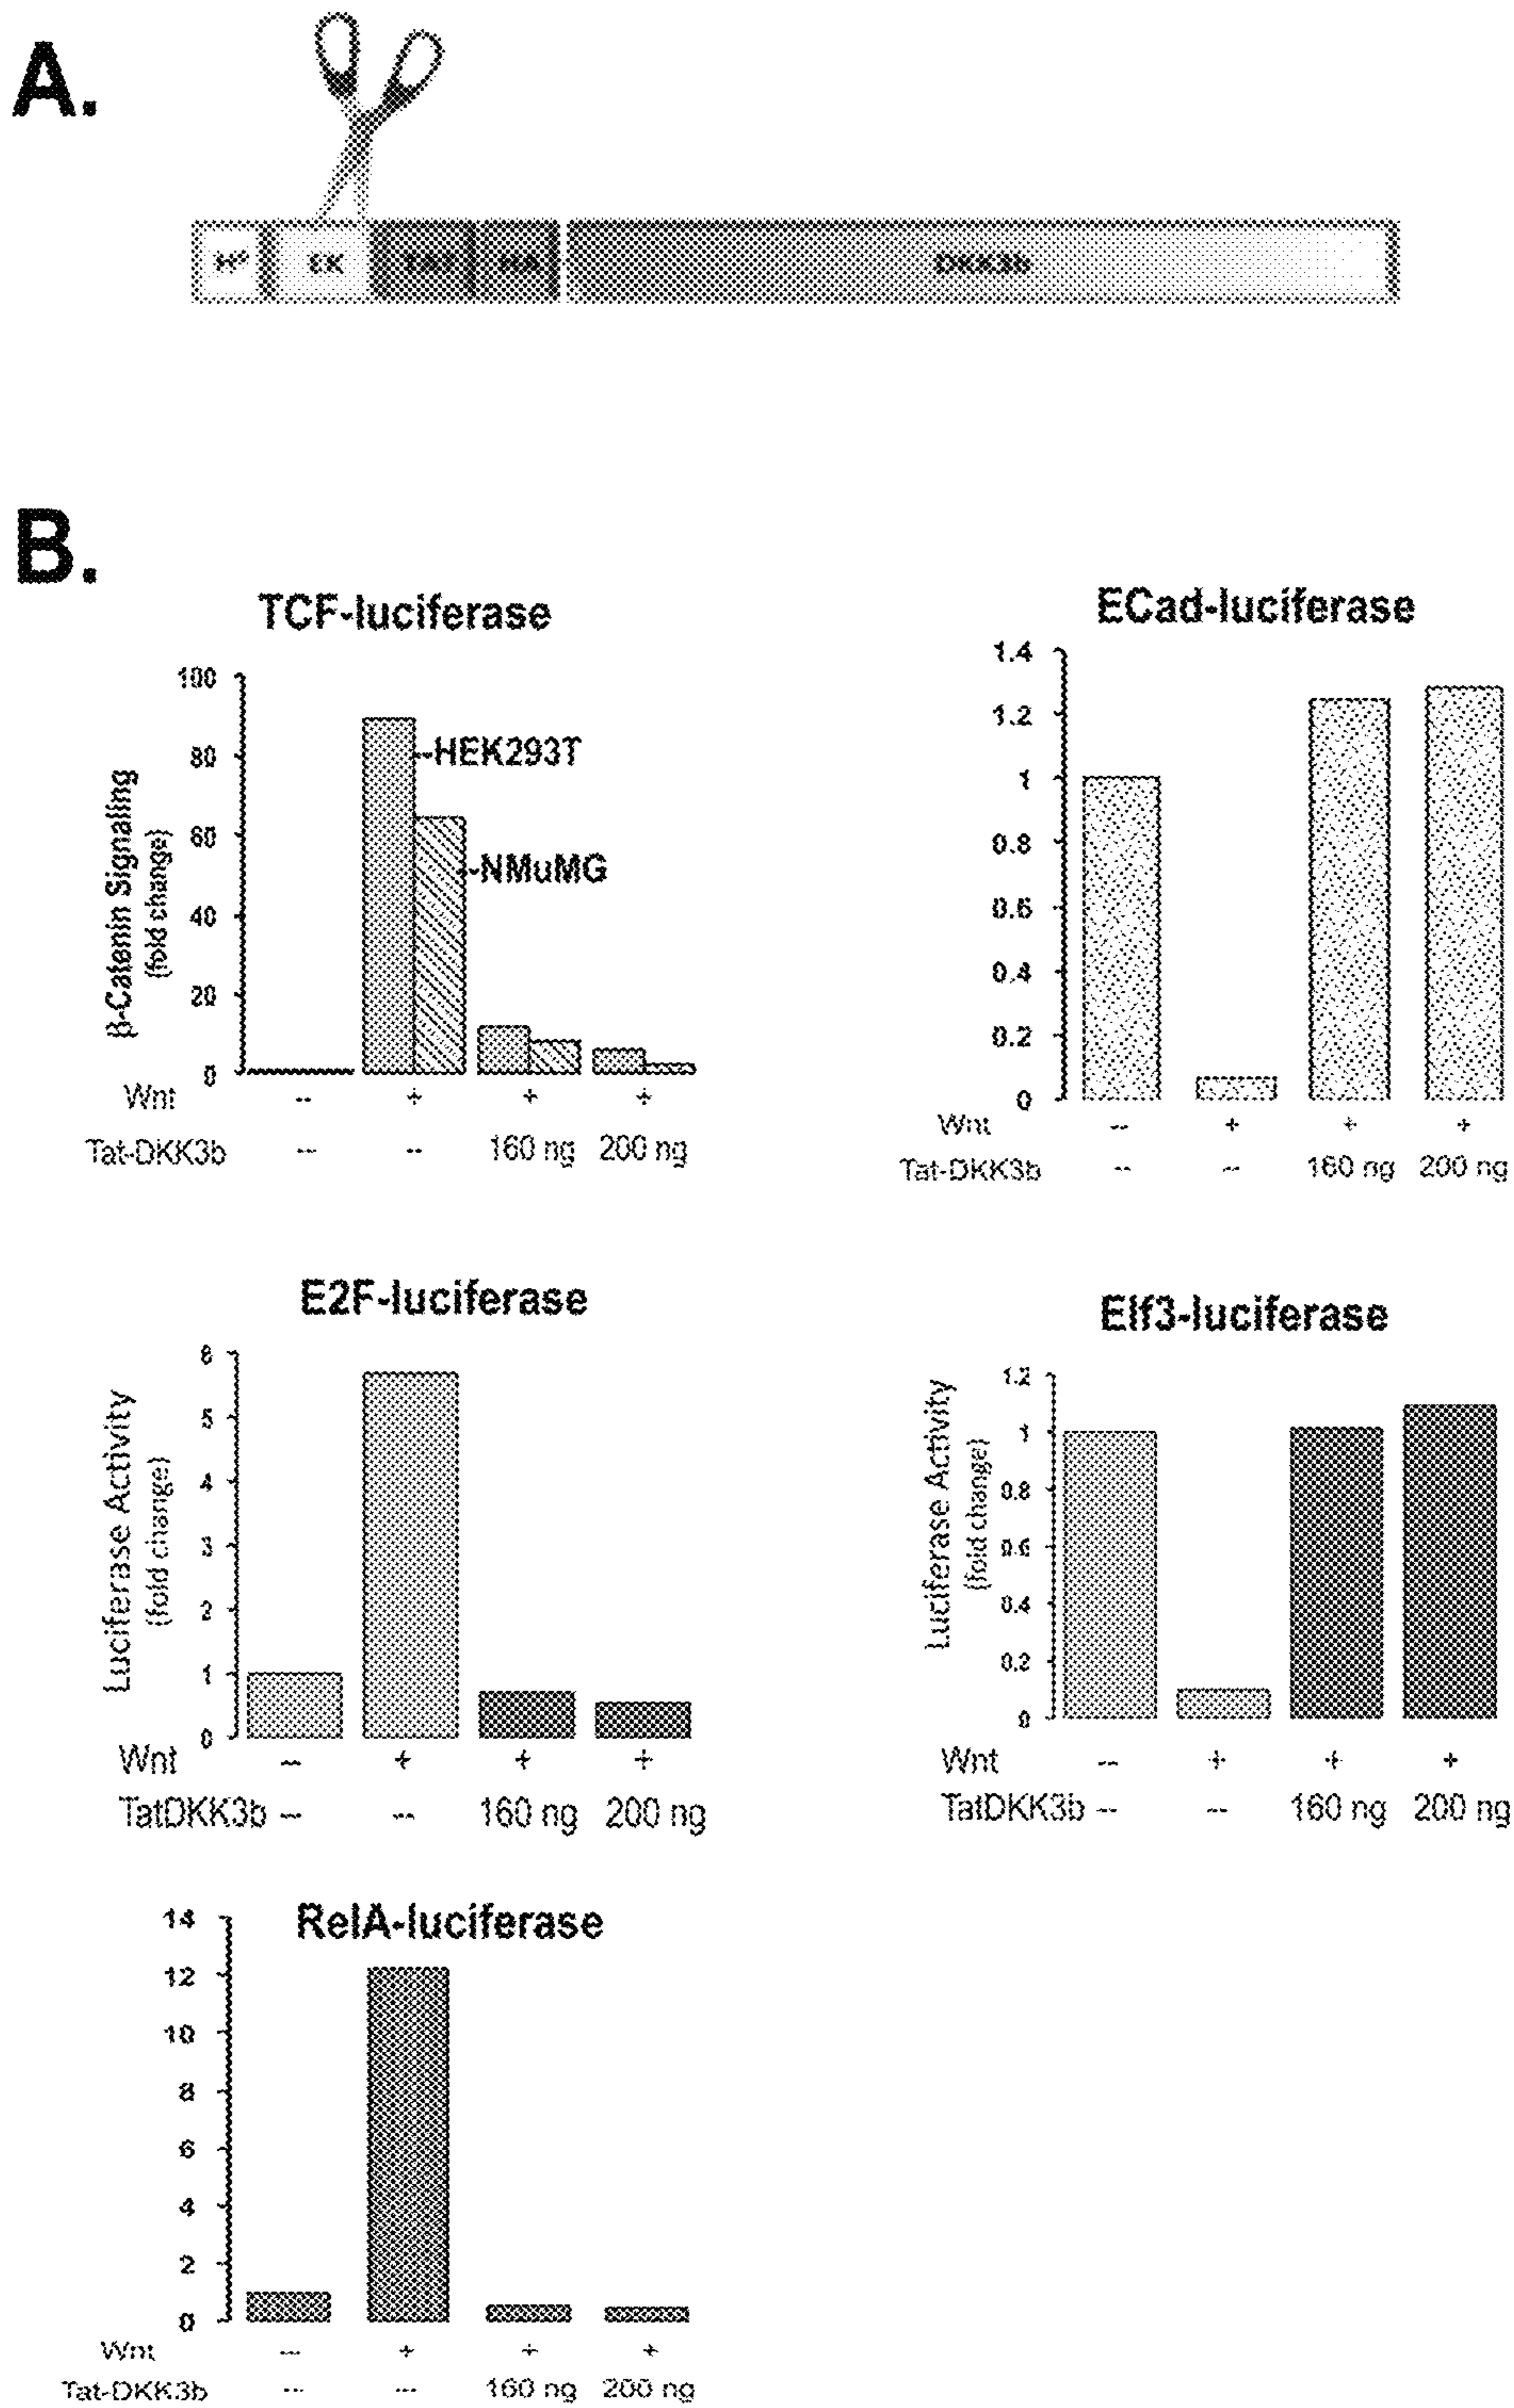 A.
EK
DKK3b
B.
TCF-luciferase
β-Catenin Signaling
(fold change)
100
80
60
40
20
0
--HEK293T
--NMuMG
Wnt -- + + +
Tat-DKK3b -- -- 160 ng 200 ng
ECad-luciferase
1.4
1.2
1
0.8
0.6
0.4
0.2
0
Wnt -- + + +
Tat-DKK3b -- -- 160 ng 200 ng
E2F-luciferase
Luciferase Activity
(fold change)
5
4
3
2
1
0
Wnt -- + + +
TatDKK3b -- -- 160 ng 200 ng
Elf3-luciferase
Luciferase Activity
(fold change)
1.2
1
0.8
0.6
0.4
0.2
0
Wnt -- + + +
TatDKK3b -- -- 160 ng 200 ng
RelA-luciferase
14
12
10
8
6
4
2
0
Wnt -- + + +
Tat-DKK3b -- -- 160 ng 200 ng